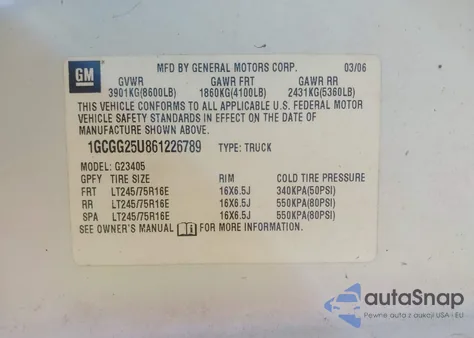 GM
MFD BY GENERAL MOTORS CORP. 03/06
GVWR GAWR FRT GAWR RR
3901KG(8600LB) 1860KG(4100LB) 2431KG(5360LB)
THIS VEHICLE CONFORMS TO ALL APPLICABLE U.S. FEDERAL MOTOR
VEHICLE SAFETY STANDARDS IN EFFECT ON THE DATE OF
MANUFACTURE SHOWN ABOVE.
1GCGG25U861226789 TYPE: TRUCK
MODEL: G23405
GPFY TIRE SIZE RIM COLD TIRE PRESSURE
FRT LT245/75R16E 16X6.5J 340KPA(50PSI)
RR LT245/75R16E 16X6.5J 550KPA(80PSI)
SPA LT245/75R16E 16X6.5J 550KPA(80PSI)
SEE OWNER'S MANUAL FOR MORE INFORMATION.
autoSnap
Pewne auta z aukcji USA i EU